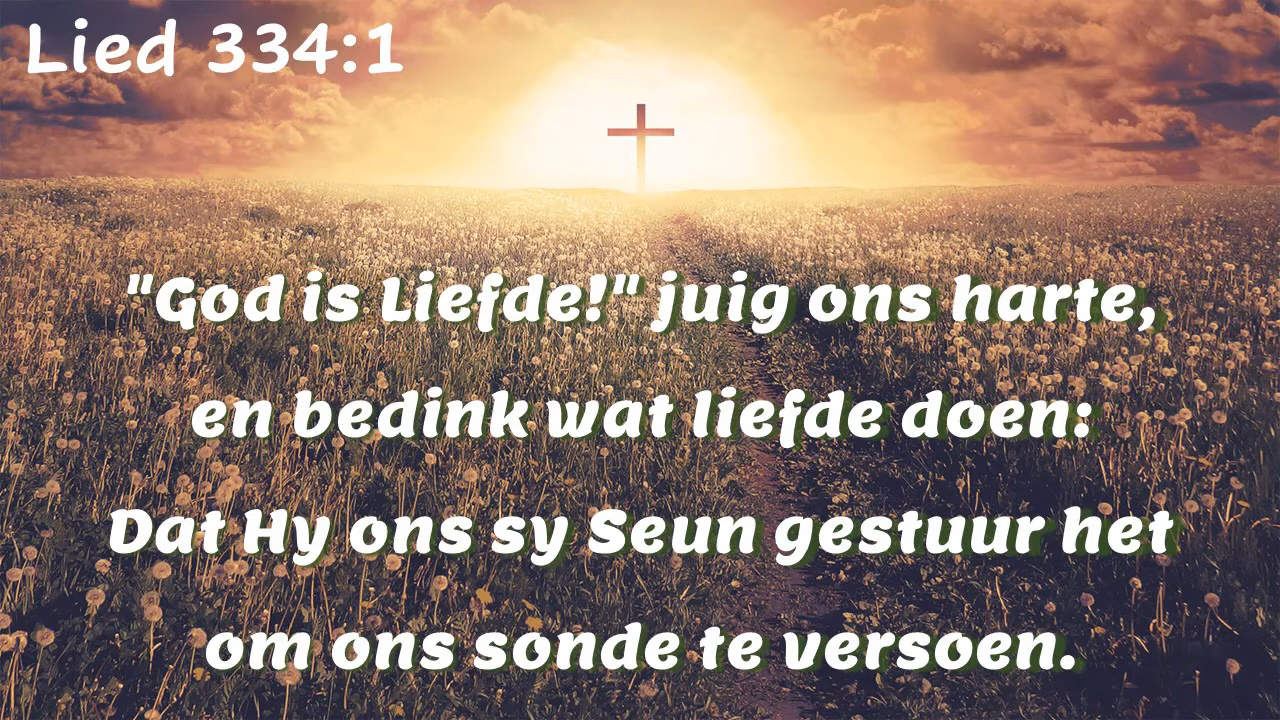 Lied 334:1
"God is Liefde!" juig ons harte,
en bedink wat liefde doen:
Dat Hy ons sy Seun gestuur het
om ons sonde te versoen.